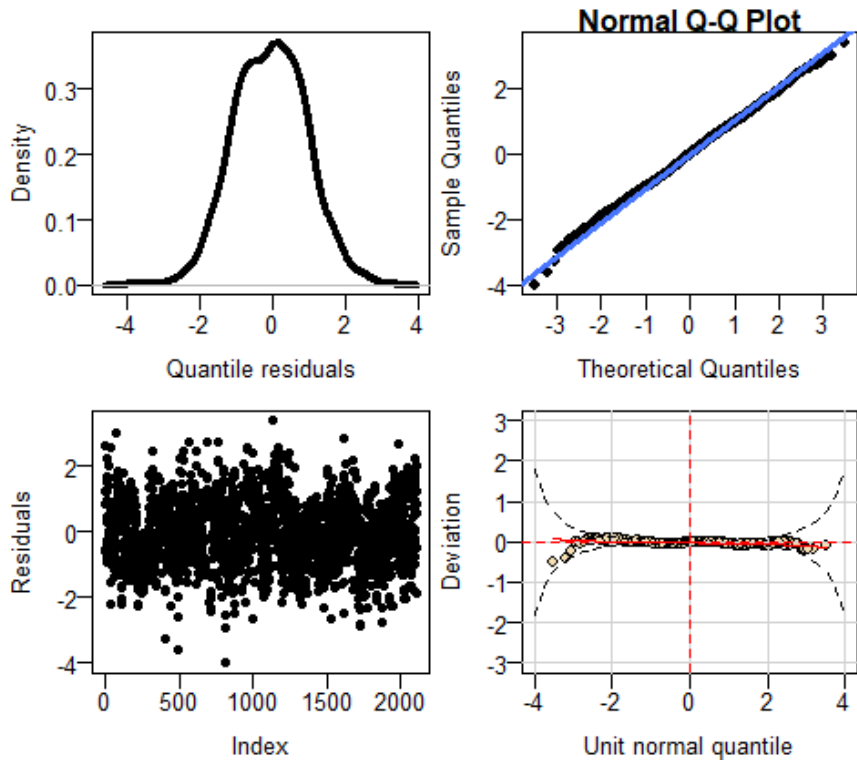 Density
0.3
0.2
0.1
0.0
-4 -2 0 2 4
Quantile residuals
Normal Q-Q Plot
Sample Quantiles
2
0
-2
-4
-3 -2 -1 0 1 2 3
Theoretical Quantiles
Residuals
2
0
-2
-4
0 500 1000 1500 2000
Index
Deviation
3
2
1
0
-1
-2
-3
-4 -2 0 2 4
Unit normal quantile